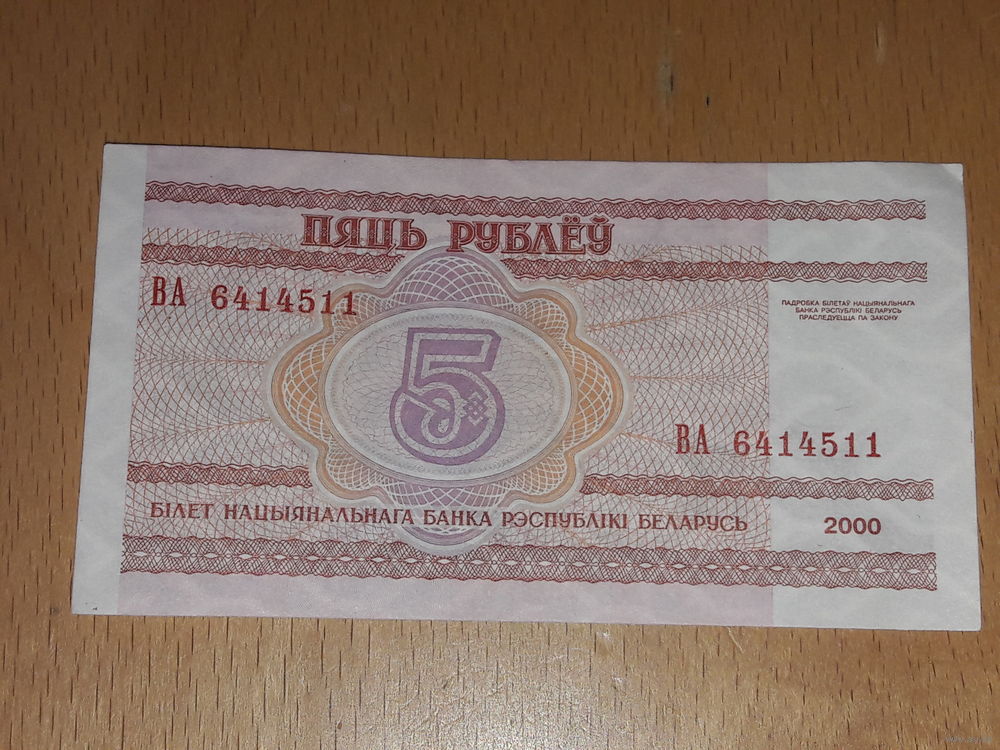 ПЯЦЬ РУБЛЁЎ
ВА 6414511
ПАДРОБКА БІЛЕТАЎ НАЦЫЯНАЛЬНАГА
БАНКА РЭСПУБЛІКІ БЕЛАРУСЬ
ПРАСЛЕДУЕЦЦА ПА ЗАКОНУ
5
ВА 6414511
БІЛЕТ НАЦЫЯНАЛЬНАГА БАНКА РЭСПУБЛІКІ БЕЛАРУСЬ
2000